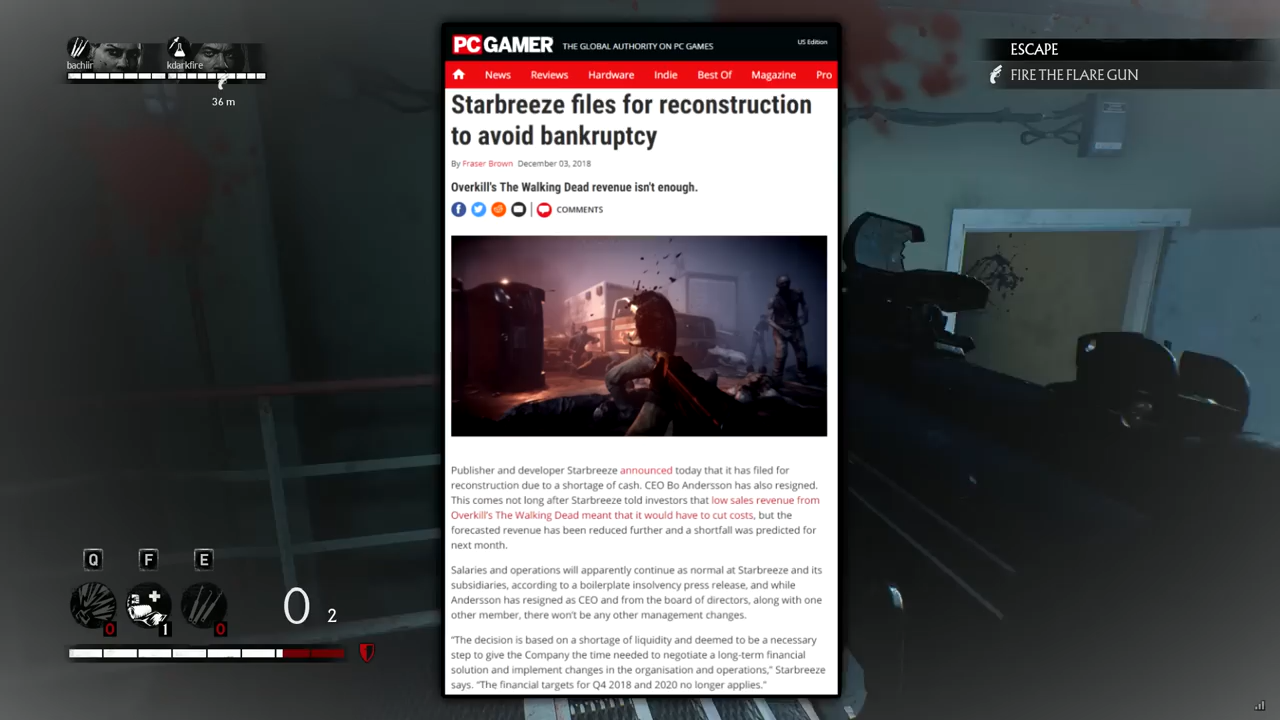 bachiir
kdarkfire
36 m
ESCAPE
FIRE THE FLARE GUN
PC GAMER THE GLOBAL AUTHORITY ON PC GAMES US Edition
News Reviews Hardware Indie Best Of Magazine Pro
Starbreeze files for reconstruction
to avoid bankruptcy
By Fraser Brown December 03, 2018
Overkill's The Walking Dead revenue isn't enough.
COMMENTS
Publisher and developer Starbreeze announced today that it has filed for
reconstruction due to a shortage of cash. CEO Bo Andersson has also resigned.
This comes not long after Starbreeze told investors that low sales revenue from
Overkill's The Walking Dead meant that it would have to cut costs, but the
forecasted revenue has been reduced further and a shortfall was predicted for
next month.
Salaries and operations will apparently continue as normal at Starbreeze and its
subsidiaries, according to a boilerplate insolvency press release, and while
Andersson has resigned as CEO and from the board of directors, along with one
other member, there won't be any other management changes.
"The decision is based on a shortage of liquidity and deemed to be a necessary
step to give the Company the time needed to negotiate a long-term financial
solution and implement changes in the organisation and operations," Starbreeze
says. "The financial targets for Q4 2018 and 2020 no longer applies."
Q F E
0 1 0
0 2